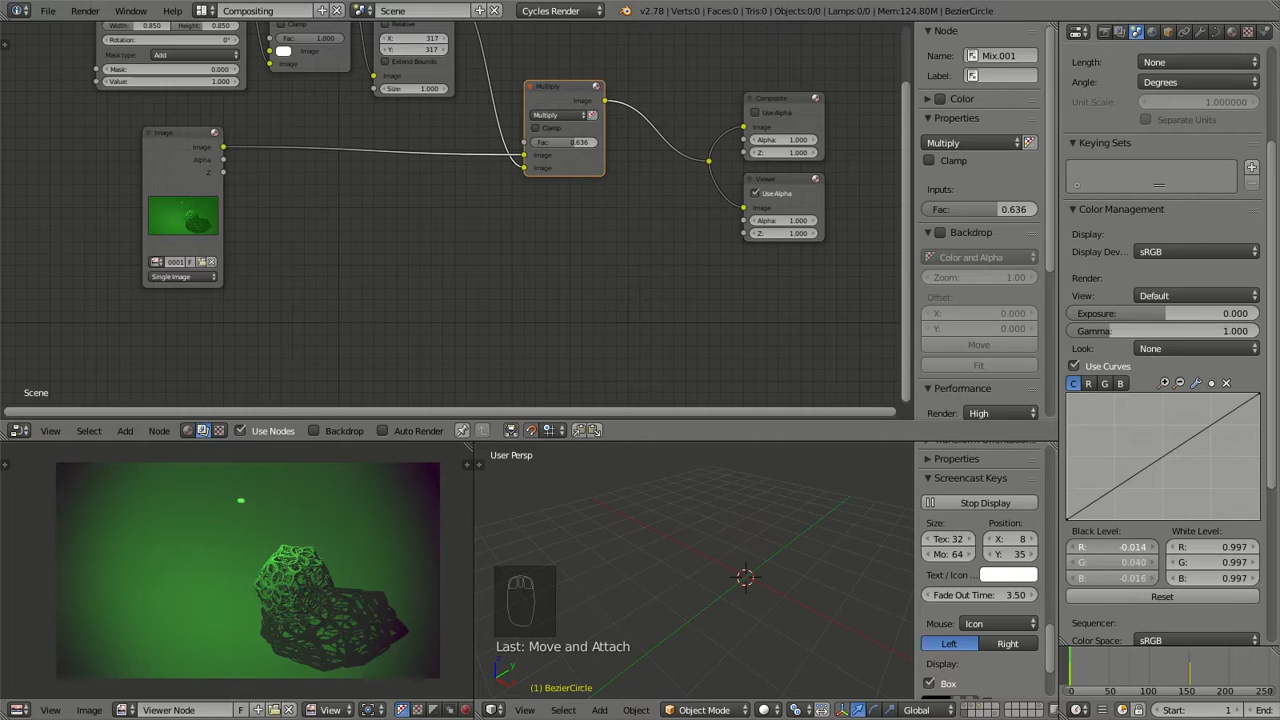 File Render Window Help Compositing Scene Cycles Render v2.78 | Verts:0 | Faces:0 | Tris:0 | Objects:0/0 | Lamps:0/0 | Mem:124.80M | BezierCircle
Width: 0.850 Height: 0.850
Rotation: 0°
Mask type: Add
Mask: 0.000
Value: 1.000
Clamp
Fac: 1.000
Image
Image
Relative
X: 317
Y: 317
Extend Bounds
Image
Size: 1.000
Image
Image
Alpha
Z
0001 F
Single Image
Multiply
Image
Multiply
Clamp
Fac: 0.636
Image
Image
Composite
Use Alpha
Image
Alpha: 1.000
Z: 1.000
Viewer
Use Alpha
Image
Alpha: 1.000
Z: 1.000
Scene
Node
Name: Mix.001
Label:
Color
Properties
Multiply
Clamp
Inputs:
Fac: 0.636
Backdrop
Color and Alpha
Zoom: 1.00
Offset:
X: 0.000
Y: 0.000
Move
Fit
Performance
Render: High
Length: None
Angle: Degrees
Unit Scale: 1.000000
Separate Units
Keying Sets
Color Management
Display:
Display Dev... sRGB
Render:
View: Default
Exposure: 0.000
Gamma: 1.000
Look: None
Use Curves
C R G B
Black Level: White Level:
R: -0.014 R: 0.997
G: 0.040 G: 0.997
B: -0.016 B: 0.997
Reset
Sequencer:
Color Space: sRGB
View Select Add Node Use Nodes Backdrop Auto Render
User Persp
Last: Move and Attach
(1) BezierCircle
Properties
Screencast Keys
Stop Display
Size: Position:
Tex: 32 X: 8
Mo: 64 Y: 35
Text / Icon ...
Fade Out Time: 3.50
Mouse: Icon
Left Right
Display:
Box
0 50 100 150 200 250
View Image Viewer Node F View
View Select Add Object Object Mode Global
Start: 1 End: